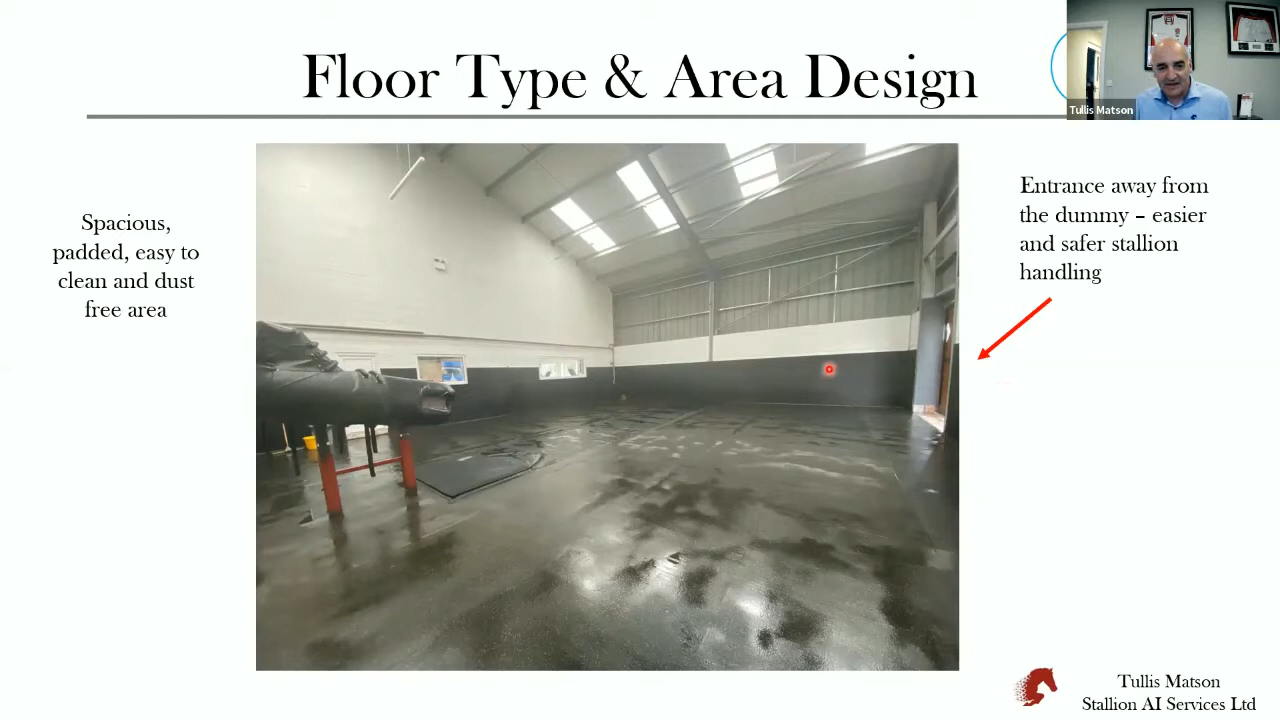 Floor Type & Area Design
Tullis Matson
Spacious,
padded, easy to
clean and dust
free area
Entrance away from
the dummy – easier
and safer stallion
handling
Tullis Matson
Stallion AI Services Ltd